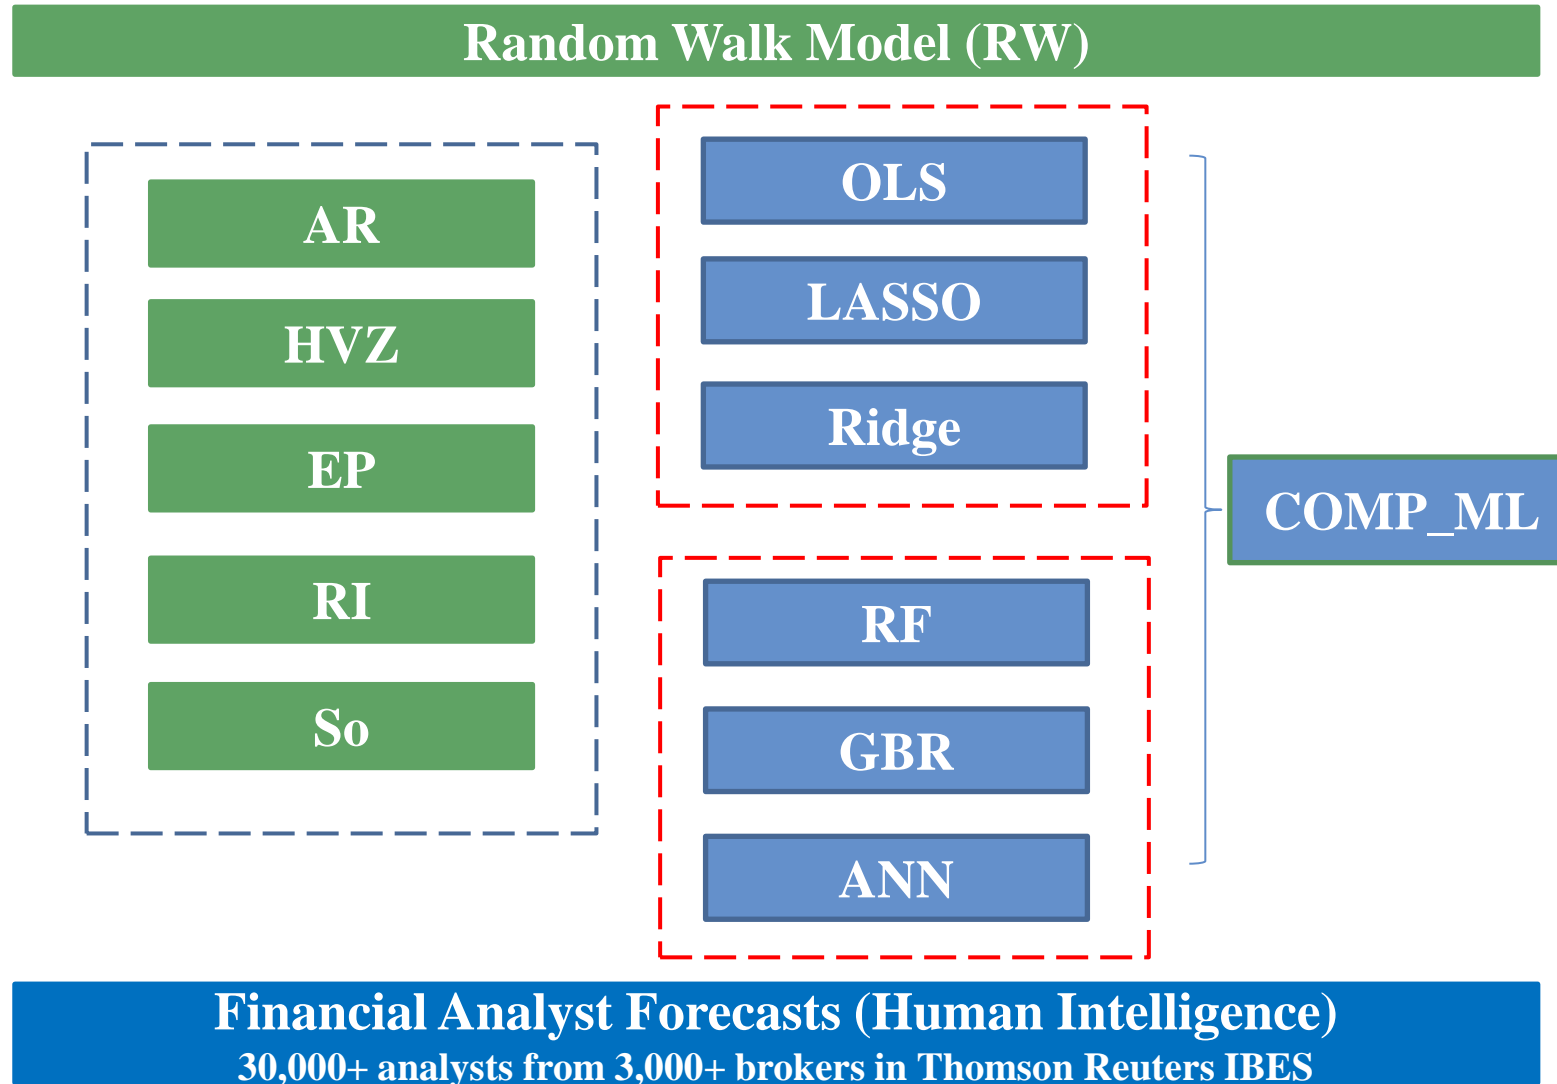 Random Walk Model (RW)
AR
HVZ
EP
RI
So
OLS
LASSO
Ridge
RF
GBR
ANN
COMP_ML
Financial Analyst Forecasts (Human Intelligence)
30,000+ analysts from 3,000+ brokers in Thomson Reuters IBES